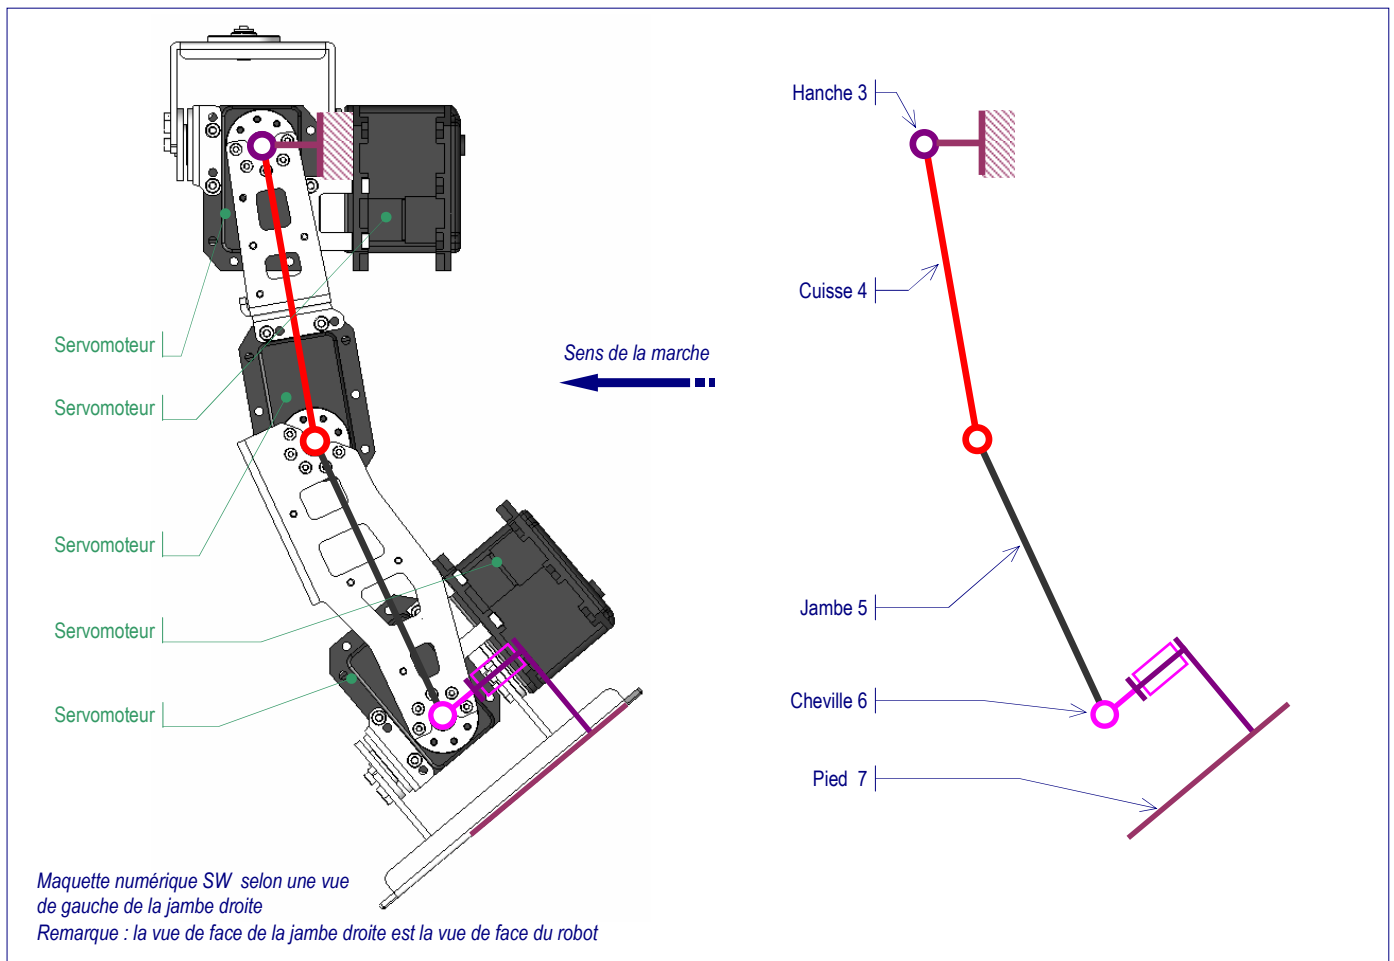 Hanche 3
Cuisse 4
Servomoteur
Sens de la marche
Servomoteur
Servomoteur
Jambe 5
Servomoteur
Cheville 6
Servomoteur
Pied 7
Maquette numérique SW selon une vue
de gauche de la jambe droite
Remarque : la vue de face de la jambe droite est la vue de face du robot